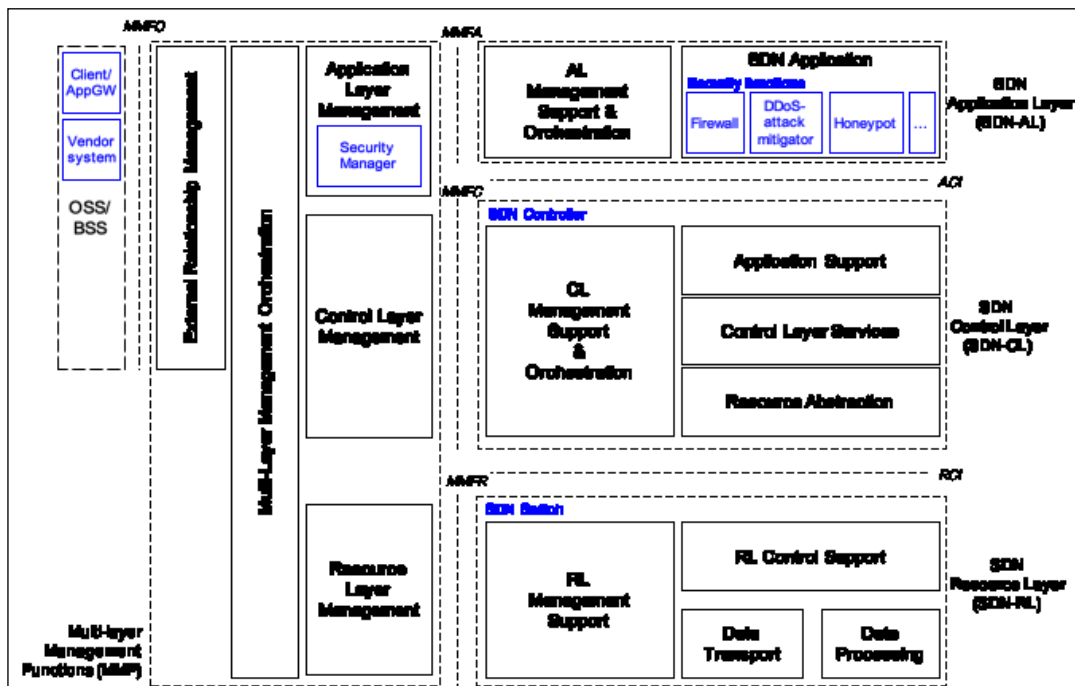 MMFO
Client/
AppGW
Vendor
system
OSS/
BSS
External Relationship Management
Multi-Layer Management Orchestration
Application
Layer
Management
Security
Manager
Control Layer
Management
Resource
Layer
Management
Multi-layer
Management
Functions (MMF)
MMFA
AL
Management
Support &
Orchestration
SDN Application
Security functions
Firewall
DDoS-
attack
mitigator
Honeypot
...
SDN
Application Layer
(SDN-AL)
MMFC
ACI
SDN Controller
CL
Management
Support
&
Orchestration
Application Support
Control Layer Services
Resource Abstraction
SDN
Control Layer
(SDN-CL)
MMFR
RCI
SDN Switch
RL
Management
Support
RL Control Support
Data
Transport
Data
Processing
SDN
Resource Layer
(SDN-RL)